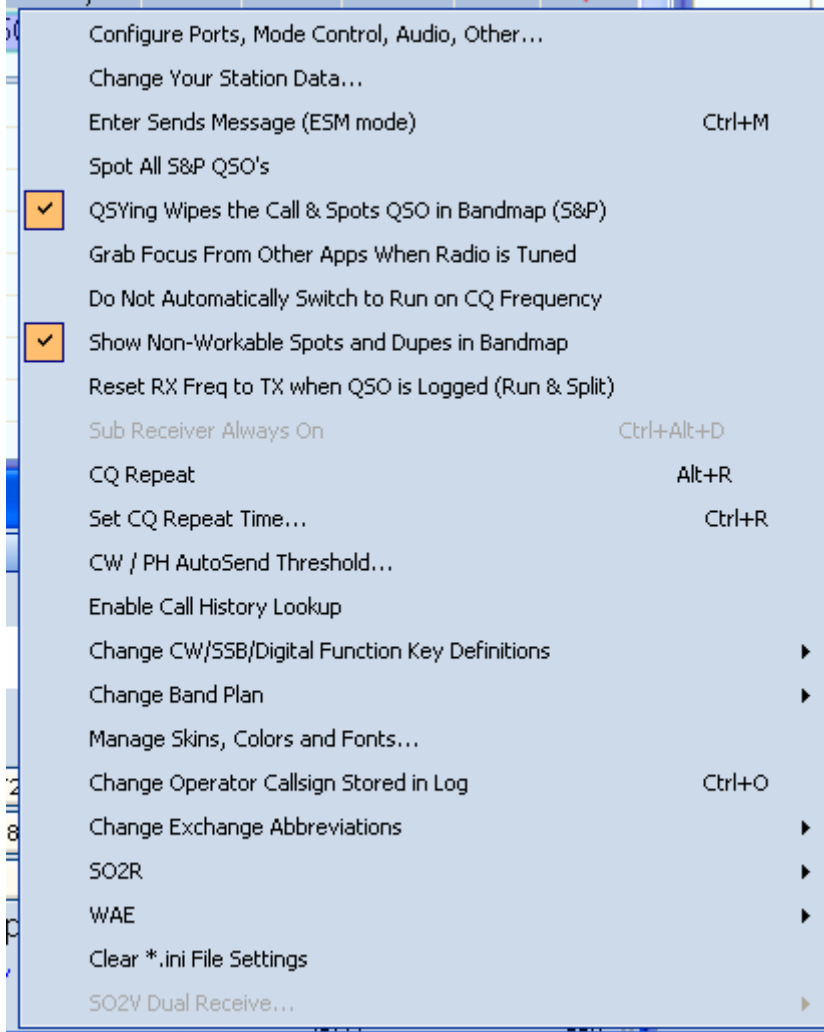 Configure Ports, Mode Control, Audio, Other...
Change Your Station Data...
Enter Sends Message (ESM mode) Ctrl+M
Spot All S&P QSO's
QSYing Wipes the Call & Spots QSO in Bandmap (S&P)
Grab Focus From Other Apps When Radio is Tuned
Do Not Automatically Switch to Run on CQ Frequency
Show Non-Workable Spots and Dupes in Bandmap
Reset RX Freq to TX when QSO is Logged (Run & Split)
Sub Receiver Always On Ctrl+Alt+D
CQ Repeat Alt+R
Set CQ Repeat Time... Ctrl+R
CW / PH AutoSend Threshold...
Enable Call History Lookup
Change CW/SSB/Digital Function Key Definitions
Change Band Plan
Manage Skins, Colors and Fonts...
Change Operator Callsign Stored in Log Ctrl+O
Change Exchange Abbreviations
SO2R
WAE
Clear *.ini File Settings
SO2V Dual Receive...